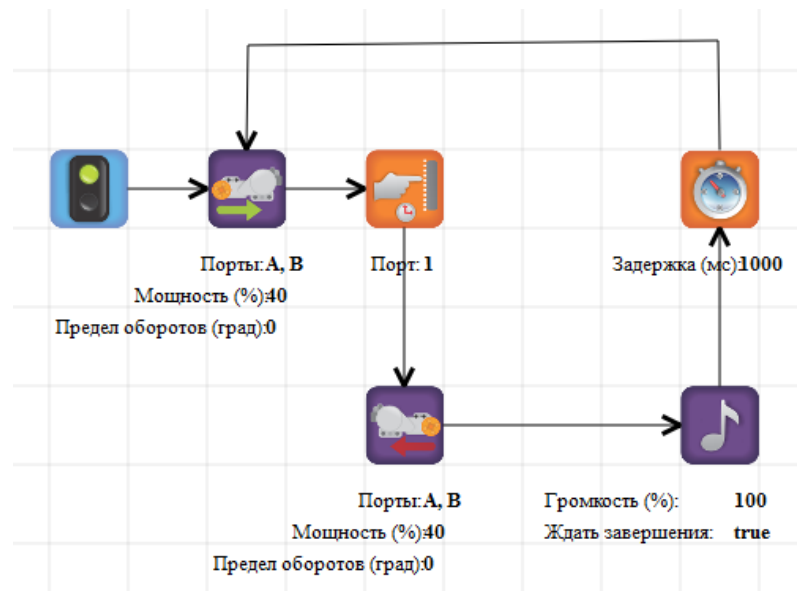 Порты: A, B
Мощность (%):40
Предел оборотов (град):0
Порт: 1
Задержка (мс):1000
Порты: A, B
Мощность (%):40
Предел оборотов (град):0
Громкость (%): 100
Ждать завершения: true